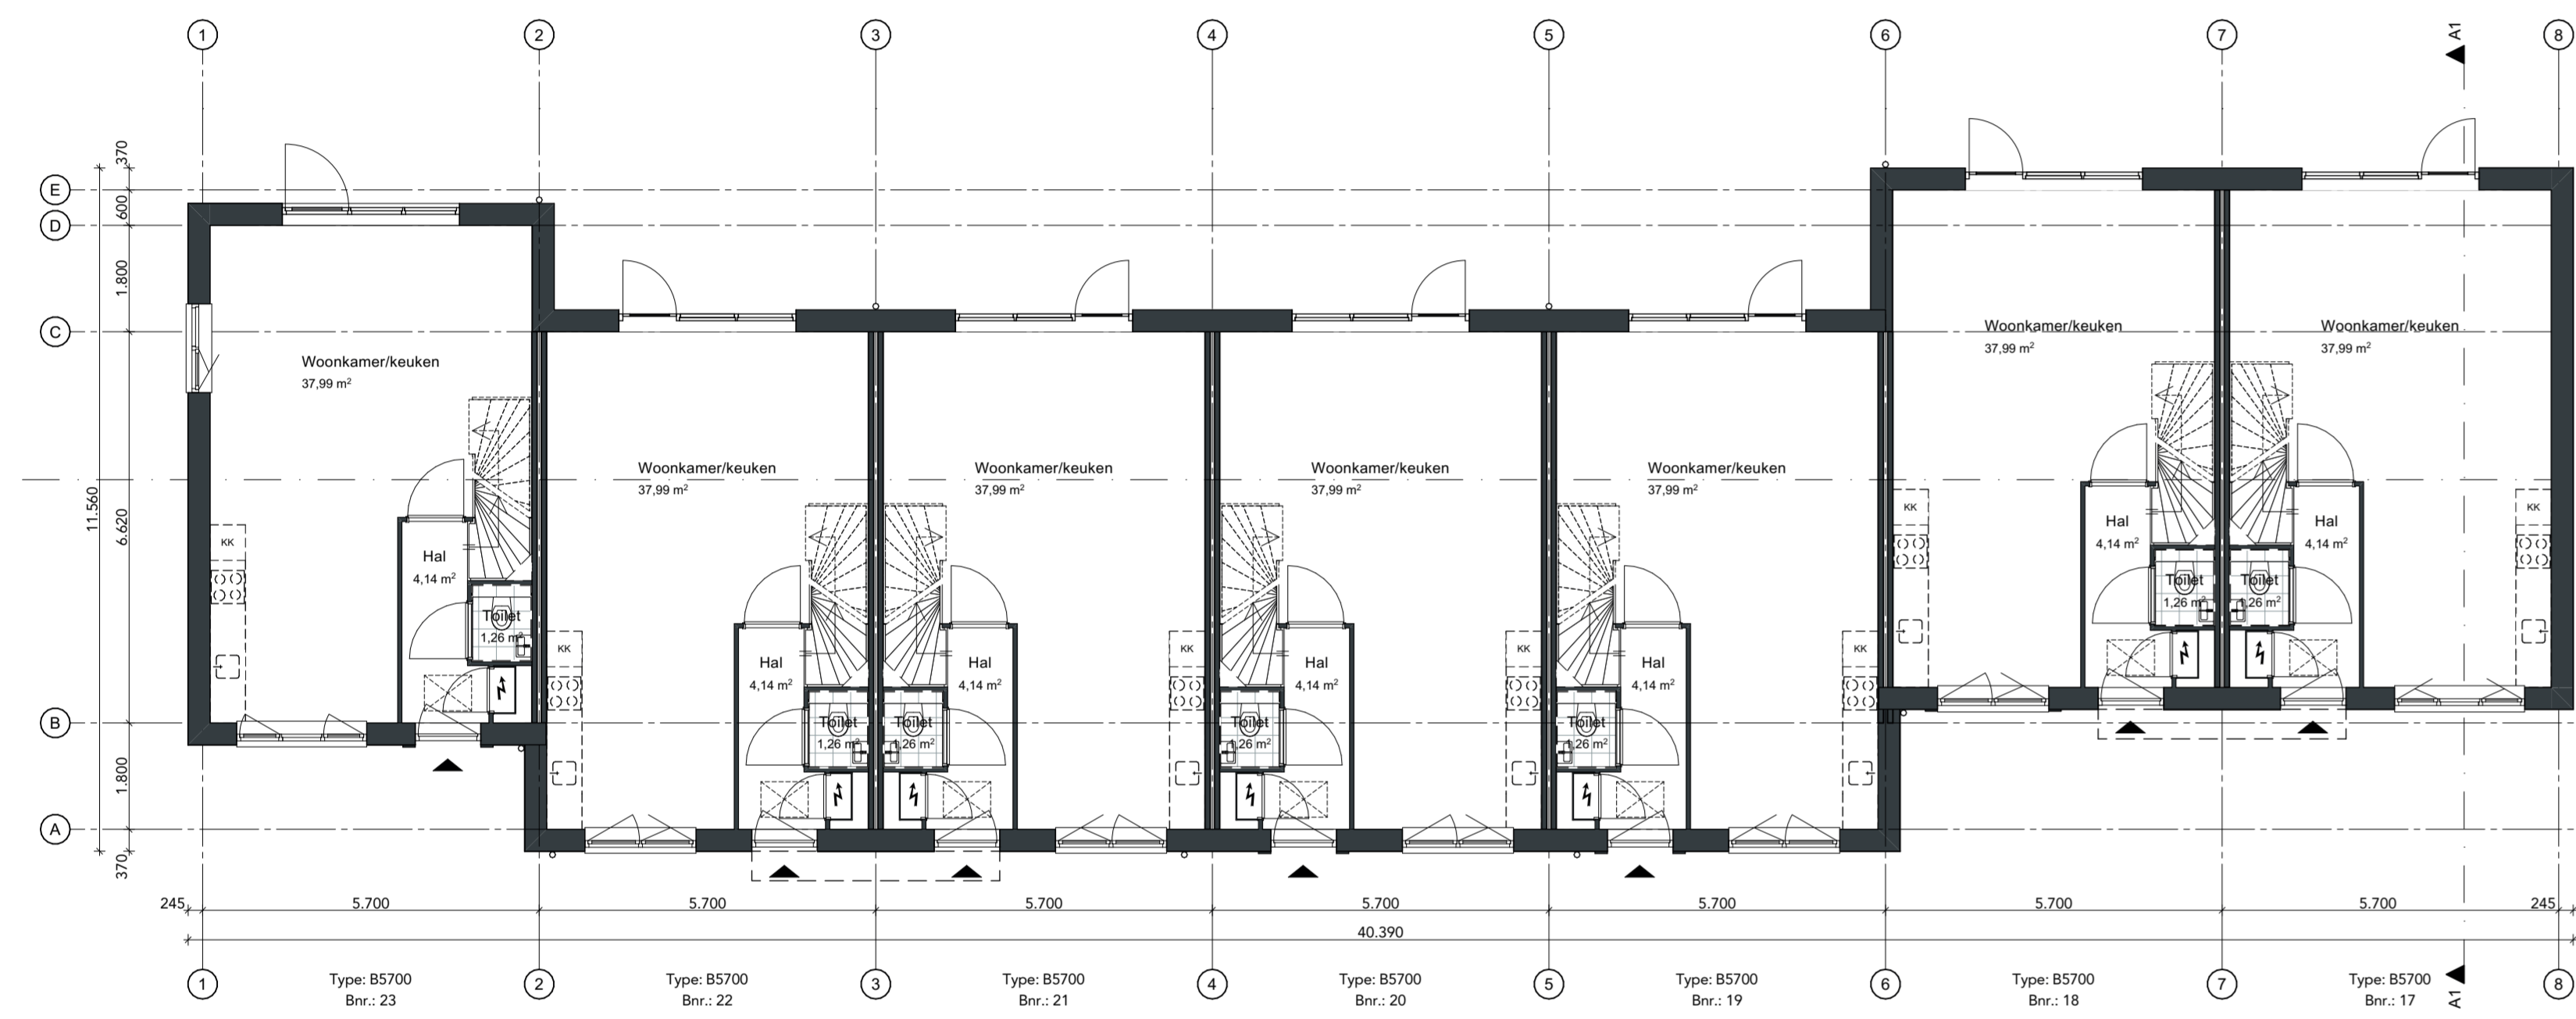 1 2 3 4 5 6 7 A1 8
370
E
600
D
1.800
C
Woonkamer/keuken Woonkamer/keuken
37,99 m² 37,99 m²
Woonkamer/keuken
37,99 m²
Woonkamer/keuken Woonkamer/keuken Woonkamer/keuken Woonkamer/keuken
37,99 m² 37,99 m² 37,99 m² 37,99 m²
11.560
6.620
KK KK
Hal Hal
4,14 m² 4,14 m²
KK
Hal
4,14 m²
Toilet Toilet
1,26 m² 1,26 m²
Toilet
1,26 m²
KK KK KK KK
Hal Hal Hal Hal
4,14 m² 4,14 m² 4,14 m² 4,14 m²
B
Toilet Toilet Toilet Toilet
1,26 m² 1,26 m² 1,26 m² 1,26 m²
1.800
A
370
245 5.700 5.700 5.700 5.700 5.700 5.700 5.700 245
40.390
1 2 3 4 5 6 7 A1 8
Type: B5700 Type: B5700 Type: B5700 Type: B5700 Type: B5700 Type: B5700 Type: B5700
Bnr.: 23 Bnr.: 22 Bnr.: 21 Bnr.: 20 Bnr.: 19 Bnr.: 18 Bnr.: 17